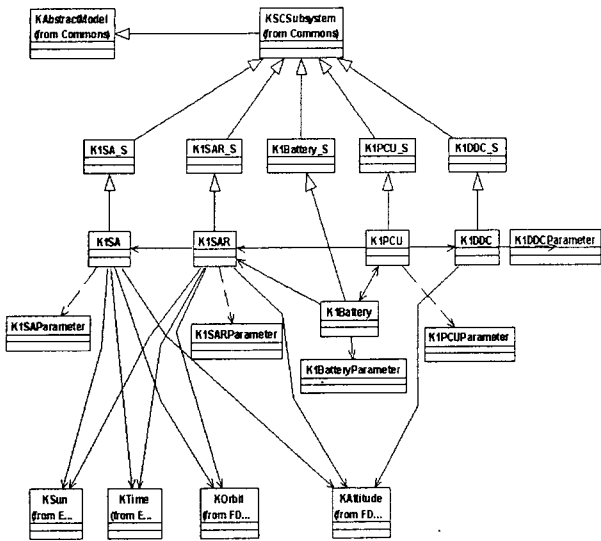 KAbstractModel
(from Commons)
KSCSubsystem
(from Commons)
K1SA_S
K1SAR_S
K1Battery_S
K1PCU_S
K1DDC_S
K1SA
K1SAR
K1PCU
K1DDC
K1DDCParameter
K1SAParameter
K1SARParameter
K1Battery
K1PCUParameter
K1BatteryParameter
KSun
(from E...
KTime
(from E...
KOrbit
(from FD...
KAttitude
(from FD...